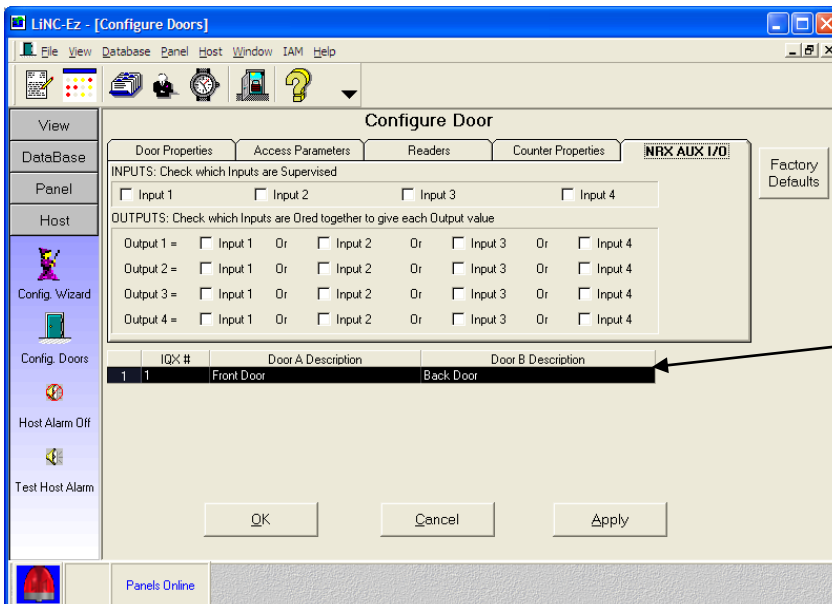 LiNC-Ez - [Configure Doors]
File View Database Panel Host Window IAM Help
View
DataBase
Panel
Host
Config. Wizard
Config. Doors
Host Alarm Off
Test Host Alarm
Configure Door
Door Properties Access Parameters Readers Counter Properties NRX AUX I/O
INPUTS: Check which Inputs are Supervised
Input 1 Input 2 Input 3 Input 4
OUTPUTS: Check which Inputs are Ored together to give each Output value
Output 1 = Input 1 Or Input 2 Or Input 3 Or Input 4
Output 2 = Input 1 Or Input 2 Or Input 3 Or Input 4
Output 3 = Input 1 Or Input 2 Or Input 3 Or Input 4
Output 4 = Input 1 Or Input 2 Or Input 3 Or Input 4
Factory
Defaults
IQX # Door A Description Door B Description
1 1 Front Door Back Door
OK Cancel Apply
Panels Online